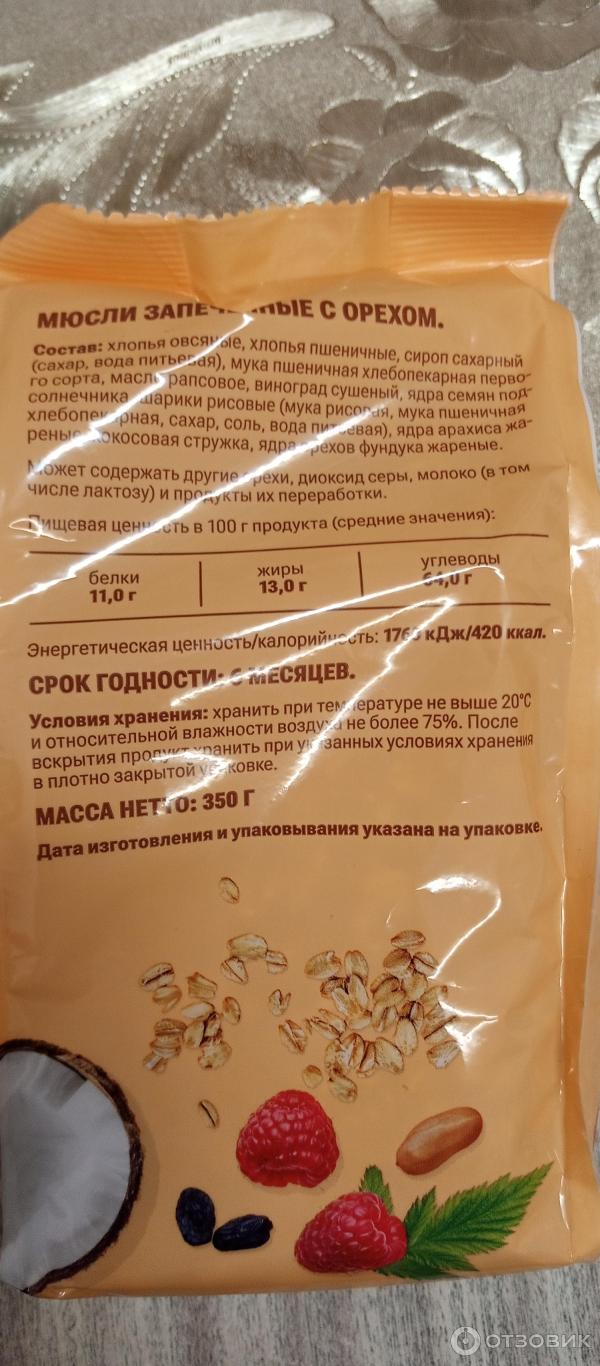 МЮСЛИ ЗАПЕЧЕННЫЕ С ОРЕХОМ.
Состав: хлопья овсяные, хлопья пшеничные, сироп сахарный
(сахар, вода питьевая), мука пшеничная хлебопекарная перво-
го сорта, масло рапсовое, виноград сушеный, ядра семян под-
солнечника, шарики рисовые (мука рисовая, мука пшеничная
хлебопекарная, сахар, соль, вода питьевая), ядра арахиса жа-
реные, кокосовая стружка, ядра орехов фундука жареные.
Может содержать другие орехи, диоксид серы, молоко (в том
числе лактозу) и продукты их переработки.
Пищевая ценность в 100 г продукта (средние значения):
белки жиры углеводы
11,0 г 13,0 г 64,0 г
Энергетическая ценность/калорийность: 1760 кДж/420 ккал.
СРОК ГОДНОСТИ: 6 МЕСЯЦЕВ.
Условия хранения: хранить при температуре не выше 20°C
и относительной влажности воздуха не более 75%. После
вскрытия продукт хранить при указанных условиях хранения
в плотно закрытой упаковке.
МАССА НЕТТО: 350 Г
Дата изготовления и упаковывания указана на упаковке.
ОТЗОВИК